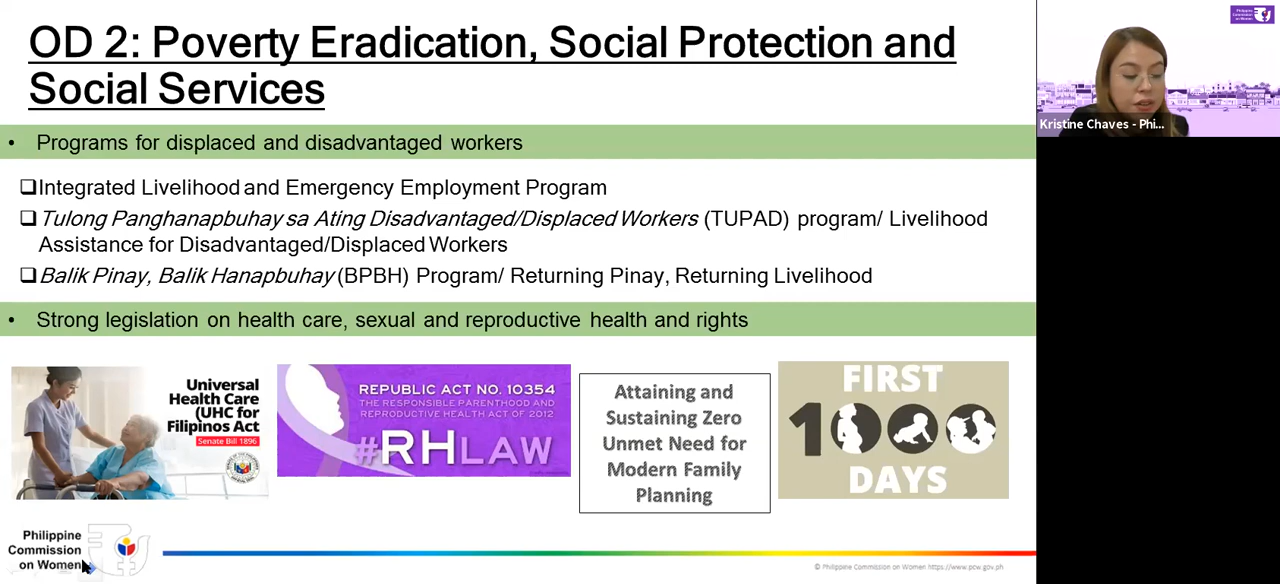 OD 2: Poverty Eradication, Social Protection and
Social Services
• Programs for displaced and disadvantaged workers
❑Integrated Livelihood and Emergency Employment Program
❑Tulong Panghanapbuhay sa Ating Disadvantaged/Displaced Workers (TUPAD) program/ Livelihood
Assistance for Disadvantaged/Displaced Workers
❑Balik Pinay, Balik Hanapbuhay (BPBH) Program/ Returning Pinay, Returning Livelihood
• Strong legislation on health care, sexual and reproductive health and rights
Universal
Health Care
(UHC for
Filipinos Act
Senate Bill 1896
REPUBLIC ACT NO. 10354
THE RESPONSIBLE PARENTHOOD AND
REPRODUCTIVE HEALTH ACT OF 2012
#RHLAW
Attaining and
Sustaining Zero
Unmet Need for
Modern Family
Planning
FIRST
1000
DAYS
Philippine
Commission
on Women
© Philippine Commission on Women https://www.pcw.gov.ph
Philippine
Commission
on Women
Kristine Chaves - Phi...